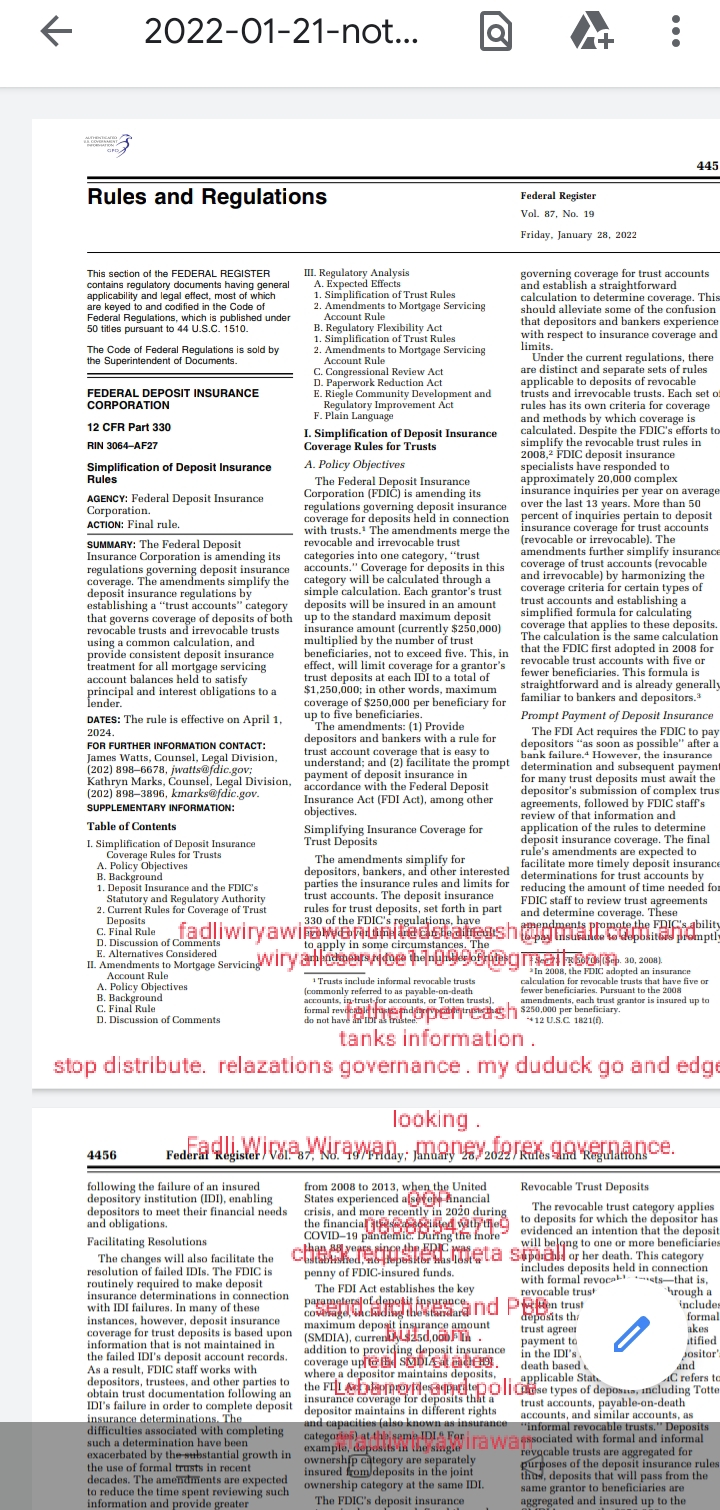 2022-01-21-not...
AUTHENTICATED
U.S. GOVERNMENT
INFORMATION
GPO
445
Rules and Regulations
Federal Register
Vol. 87, No. 19
Friday, January 28, 2022
This section of the FEDERAL REGISTER
contains regulatory documents having general
applicability and legal effect, most of which
are keyed to and codified in the Code of
Federal Regulations, which is published under
50 titles pursuant to 44 U.S.C. 1510.
The Code of Federal Regulations is sold by
the Superintendent of Documents.
FEDERAL DEPOSIT INSURANCE
CORPORATION
12 CFR Part 330
RIN 3064–AF27
Simplification of Deposit Insurance
Rules
AGENCY: Federal Deposit Insurance
Corporation.
ACTION: Final rule.
SUMMARY: The Federal Deposit
Insurance Corporation is amending its
regulations governing deposit insurance
coverage. The amendments simplify the
deposit insurance regulations by
establishing a ‘‘trust accounts’’ category
that governs coverage of deposits of both
revocable trusts and irrevocable trusts
using a common calculation, and
provide consistent deposit insurance
treatment for all mortgage servicing
account balances held to satisfy
principal and interest obligations to a
lender.
DATES: The rule is effective on April 1,
2024.
FOR FURTHER INFORMATION CONTACT:
James Watts, Counsel, Legal Division,
(202) 898–6678, jwatts@fdic.gov;
Kathryn Marks, Counsel, Legal Division,
(202) 898–3896, kmarks@fdic.gov.
SUPPLEMENTARY INFORMATION:
Table of Contents
I. Simplification of Deposit Insurance
Coverage Rules for Trusts
A. Policy Objectives
B. Background
1. Deposit Insurance and the FDIC’s
Statutory and Regulatory Authority
2. Current Rules for Coverage of Trust
Deposits
C. Final Rule
D. Discussion of Comments
E. Alternatives Considered
II. Amendments to Mortgage Servicing
Account Rule
A. Policy Objectives
B. Background
C. Final Rule
D. Discussion of Comments
III. Regulatory Analysis
A. Expected Effects
1. Simplification of Trust Rules
2. Amendments to Mortgage Servicing
Account Rule
B. Regulatory Flexibility Act
1. Simplification of Trust Rules
2. Amendments to Mortgage Servicing
Account Rule
C. Congressional Review Act
D. Paperwork Reduction Act
E. Riegle Community Development and
Regulatory Improvement Act
F. Plain Language
I. Simplification of Deposit Insurance
Coverage Rules for Trusts
A. Policy Objectives
The Federal Deposit Insurance
Corporation (FDIC) is amending its
regulations governing deposit insurance
coverage for deposits held in connection
with trusts.1 The amendments merge the
revocable and irrevocable trust
categories into one category, ‘‘trust
accounts.’’ Coverage for deposits in this
category will be calculated through a
simple calculation. Each grantor’s trust
deposits will be insured in an amount
up to the standard maximum deposit
insurance amount (currently $250,000)
multiplied by the number of trust
beneficiaries, not to exceed five. This, in
effect, will limit coverage for a grantor’s
trust deposits at each IDI to a total of
$1,250,000; in other words, maximum
coverage of $250,000 per beneficiary for
up to five beneficiaries.
The amendments: (1) Provide
depositors and bankers with a rule for
trust account coverage that is easy to
understand; and (2) facilitate the prompt
payment of deposit insurance in
accordance with the Federal Deposit
Insurance Act (FDI Act), among other
objectives.
Simplifying Insurance Coverage for
Trust Deposits
The amendments simplify for
depositors, bankers, and other interested
parties the insurance rules and limits for
trust accounts. The deposit insurance
rules for trust deposits, set forth in part
330 of the FDIC’s regulations, have
evolved over time and can be difficult
to apply in some circumstances. The
amendments reduce the number of rules
1 Trusts include informal revocable trusts
(commonly referred to as payable-on-death
accounts, in-trust-for accounts, or Totten trusts),
formal revocable trusts, and irrevocable trusts that
do not have an IDI as trustee.
governing coverage for trust accounts
and establish a straightforward
calculation to determine coverage. This
should alleviate some of the confusion
that depositors and bankers experience
with respect to insurance coverage and
limits.
Under the current regulations, there
are distinct and separate sets of rules
applicable to deposits of revocable
trusts and irrevocable trusts. Each set of
rules has its own criteria for coverage
and methods by which coverage is
calculated. Despite the FDIC’s efforts to
simplify the revocable trust rules in
2008,2 FDIC deposit insurance
specialists have responded to
approximately 20,000 complex
insurance inquiries per year on average
over the last 13 years. More than 50
percent of inquiries pertain to deposit
insurance coverage for trust accounts
(revocable or irrevocable). The
amendments further simplify insurance
coverage of trust accounts (revocable
and irrevocable) by harmonizing the
coverage criteria for certain types of
trust accounts and establishing a
simplified formula for calculating
coverage that applies to these deposits.
The calculation is the same calculation
that the FDIC first adopted in 2008 for
revocable trust accounts with five or
fewer beneficiaries. This formula is
straightforward and is already generally
familiar to bankers and depositors.3
Prompt Payment of Deposit Insurance
The FDI Act requires the FDIC to pay
depositors ‘‘as soon as possible’’ after a
bank failure.4 However, the insurance
determination and subsequent payment
for many trust deposits must await the
depositor’s submission of complex trust
agreements, followed by FDIC staff’s
review of that information and
application of the rules to determine
deposit insurance coverage. The final
rule’s amendments are expected to
facilitate more timely deposit insurance
determinations for trust accounts by
reducing the amount of time needed for
FDIC staff to review trust agreements
and determine coverage. These
amendments promote the FDIC’s ability
to pay insurance to depositors promptly
(Sep. 30, 2008).
3 In 2008, the FDIC adopted an insurance
calculation for revocable trusts that have five or
fewer beneficiaries. Pursuant to the 2008
amendments, each trust grantor is insured up to
$250,000 per beneficiary.
4 12 U.S.C. 1821(f).
@gmail.com and
father open cash
tanks information .
stop distribute. relazations governance . my duduck go and edge
looking .
Fadli Wirya Wirawan . money forex governance.
4456 Federal Register / Vol. 87, No. 19 / Friday, January 28, 2022 / Rules and Regulations
following the failure of an insured
depository institution (IDI), enabling
depositors to meet their financial needs
and obligations.
Facilitating Resolutions
The changes will also facilitate the
resolution of failed IDIs. The FDIC is
routinely required to make deposit
insurance determinations in connection
with IDI failures. In many of these
instances, however, deposit insurance
coverage for trust deposits is based upon
information that is not maintained in
the failed IDI’s deposit account records.
As a result, FDIC staff works with
depositors, trustees, and other parties to
obtain trust documentation following an
IDI’s failure in order to complete deposit
insurance determinations. The
difficulties associated with completing
such a determination have been
exacerbated by the substantial growth in
the use of formal trusts in recent
decades. The amendments are expected
to reduce the time spent reviewing such
information and provide greater
from 2008 to 2013, when the United
States experienced a severe financial
crisis, and more recently in 2020 during
the financial stress associated with the
COVID–19 pandemic. During the more
than 88 years since the FDIC was
established, no depositor has lost a
penny of FDIC-insured funds.
The FDI Act establishes the key
parameters of deposit insurance
coverage, including the standard
maximum deposit insurance amount
(SMDIA), currently $250,000. In
addition to providing deposit insurance
coverage up to the SMDIA at each IDI
where a depositor maintains deposits,
the FDI Act also provides separate
insurance coverage for deposits that a
depositor maintains in different rights
and capacities (also known as insurance
categories) at the same IDI. For
example, deposits in the single
ownership category are separately
insured from deposits in the joint
ownership category at the same IDI.
The FDIC’s deposit insurance
check registed meta small
send archives and PBB.
but i am .
real of states.
Lebanon and police
#fadliwiryawirawan
Revocable Trust Deposits
The revocable trust category applies
to deposits for which the depositor has
evidenced an intention that the deposit
will belong to one or more beneficiaries
upon his or her death. This category
includes deposits held in connection
with formal revocable trusts—that is,
revocable trust through a
written trust includes
deposits tha formal
trust agreer akes
payment to tified
in the IDI’s positor’s
death based and
applicable State IC refers to
these types of deposits, including Totte
trust accounts, payable-on-death
accounts, and similar accounts, as
‘‘informal revocable trusts.’’ Deposits
associated with formal and informal
revocable trusts are aggregated for
purposes of the deposit insurance rules
thus, deposits will pass from the
same grantor to beneficiaries are
aggregated and insured up to the